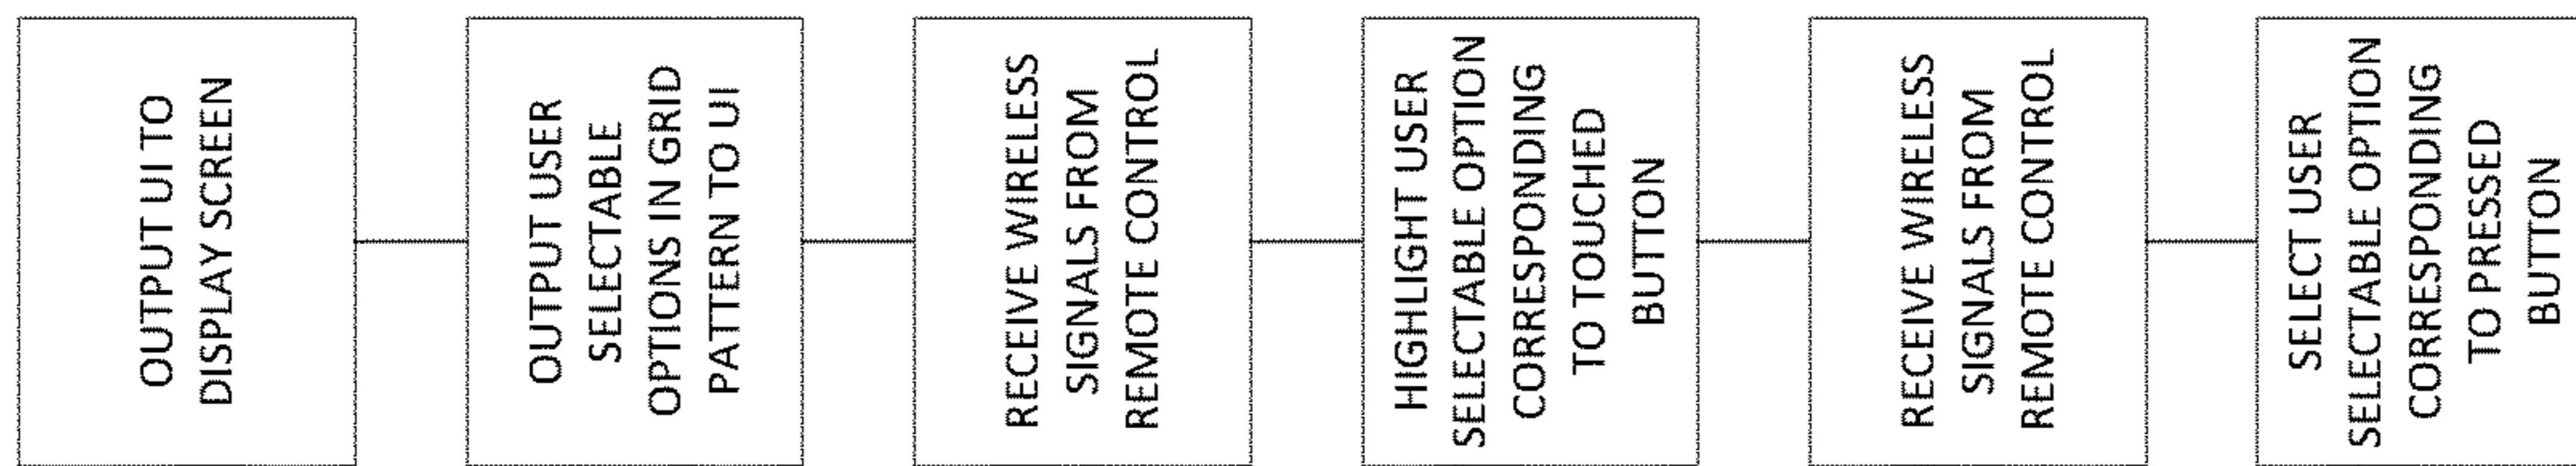 OUTPUT UI TO
DISPLAY SCREEN
OUTPUT USER
SELECTABLE
OPTIONS IN GRID
PATTERN TO UI
RECEIVE WIRELESS
SIGNALS FROM
REMOTE CONTROL
HIGHLIGHT USER
SELECTABLE OPTION
CORRESPONDING
TO TOUCHED
BUTTON
RECEIVE WIRELESS
SIGNALS FROM
REMOTE CONTROL
SELECT USER
SELECTABLE OPTION
CORRESPONDING
TO PRESSED
BUTTON